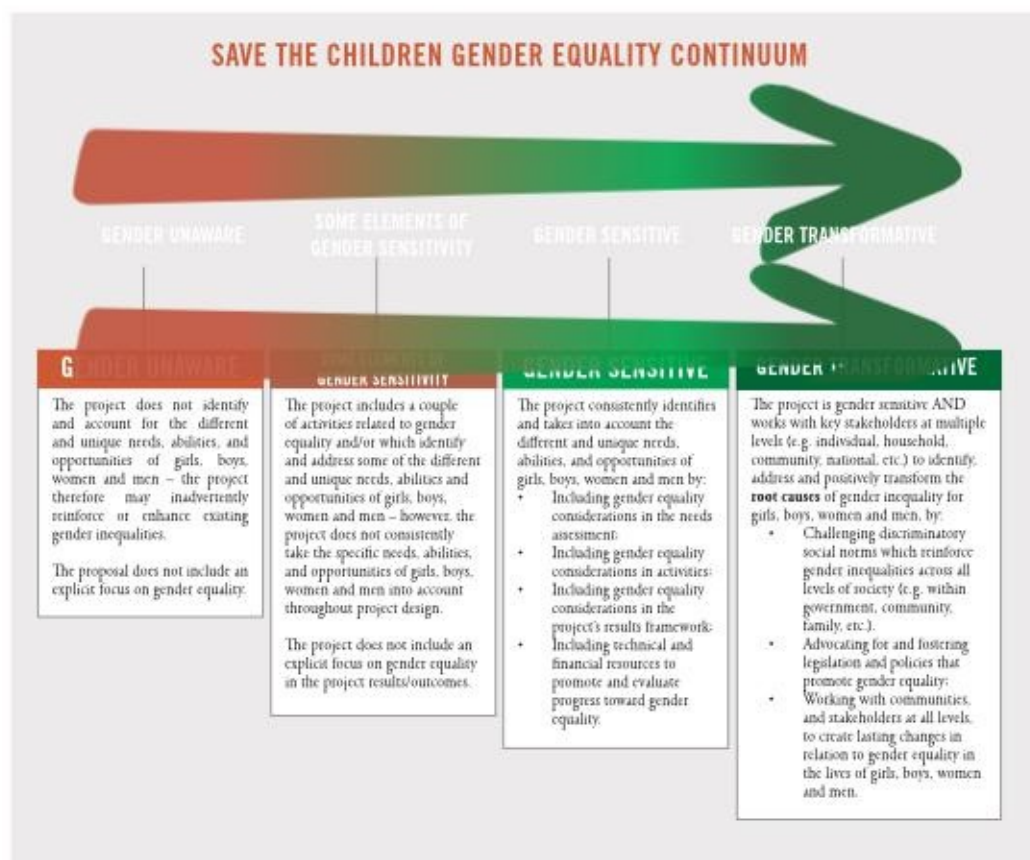 SAVE THE CHILDREN GENDER EQUALITY CONTINUUM
GENDER UNAWARE
SOME ELEMENTS OF
GENDER SENSITIVITY
GENDER SENSITIVE
GENDER TRANSFORMATIVE
GENDER UNAWARE
The project does not identify
and account for the different
and unique needs, abilities, and
opportunities of girls, boys,
women and men – the project
therefore may inadvertently
reinforce or enhance existing
gender inequalities.
The proposal does not include an
explicit focus on gender equality.
GENDER SENSITIVITY
The project includes a couple
of activities related to gender
equality and/or which identify
and address some of the different
and unique needs, abilities and
opportunities of girls, boys,
women and men – however, the
project does not consistently
take the specific needs, abilities,
and opportunities of girls, boys,
women and men into account
throughout project design.
The project does not include an
explicit focus on gender equality
in the project results/outcomes.
GENDER SENSITIVE
The project consistently identifies
and takes into account the
different and unique needs,
abilities, and opportunities of
girls, boys, women and men by:
• Including gender equality
considerations in the needs
assessment;
• Including gender equality
considerations in activities;
• Including gender equality
considerations in the
project's results framework;
• Including technical and
financial resources to
promote and evaluate
progress toward gender
equality.
GENDER TRANSFORMATIVE
The project is gender sensitive AND
works with key stakeholders at multiple
levels (e.g. individual, household,
community, national, etc.) to identify,
address and positively transform the
root causes of gender inequality for
girls, boys, women and men, by:
• Challenging discriminatory
social norms which reinforce
gender inequalities across all
levels of society (e.g. within
government, community,
family, etc.).
• Advocating for and fostering
legislation and policies that
promote gender equality;
• Working with communities,
and stakeholders at all levels,
to create lasting changes in
relation to gender equality in
the lives of girls, boys, women
and men.